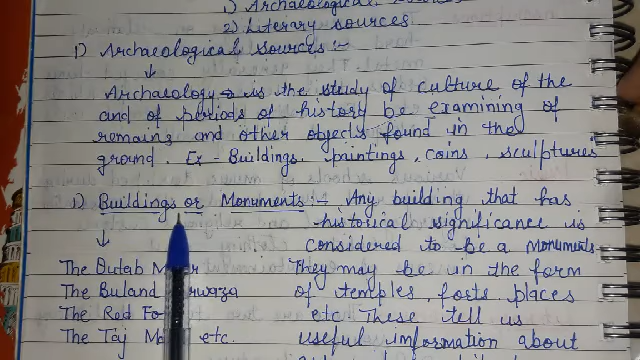 1) Archaeological
2) Literary sources
1) Archaeological sources :-
Archaeology → is the study of culture of the
and of periods of history be examining of
remains and other objects found in the
ground. Ex - Buildings, printings, coins, sculptures
1) Buildings or Monuments :- Any building that has
historical significance is
considered to be a monuments.
The Qutab
They may be in the form
The Buland
of temples, forts, places
The Red
etc. These tell us
The Taj etc.
useful information about